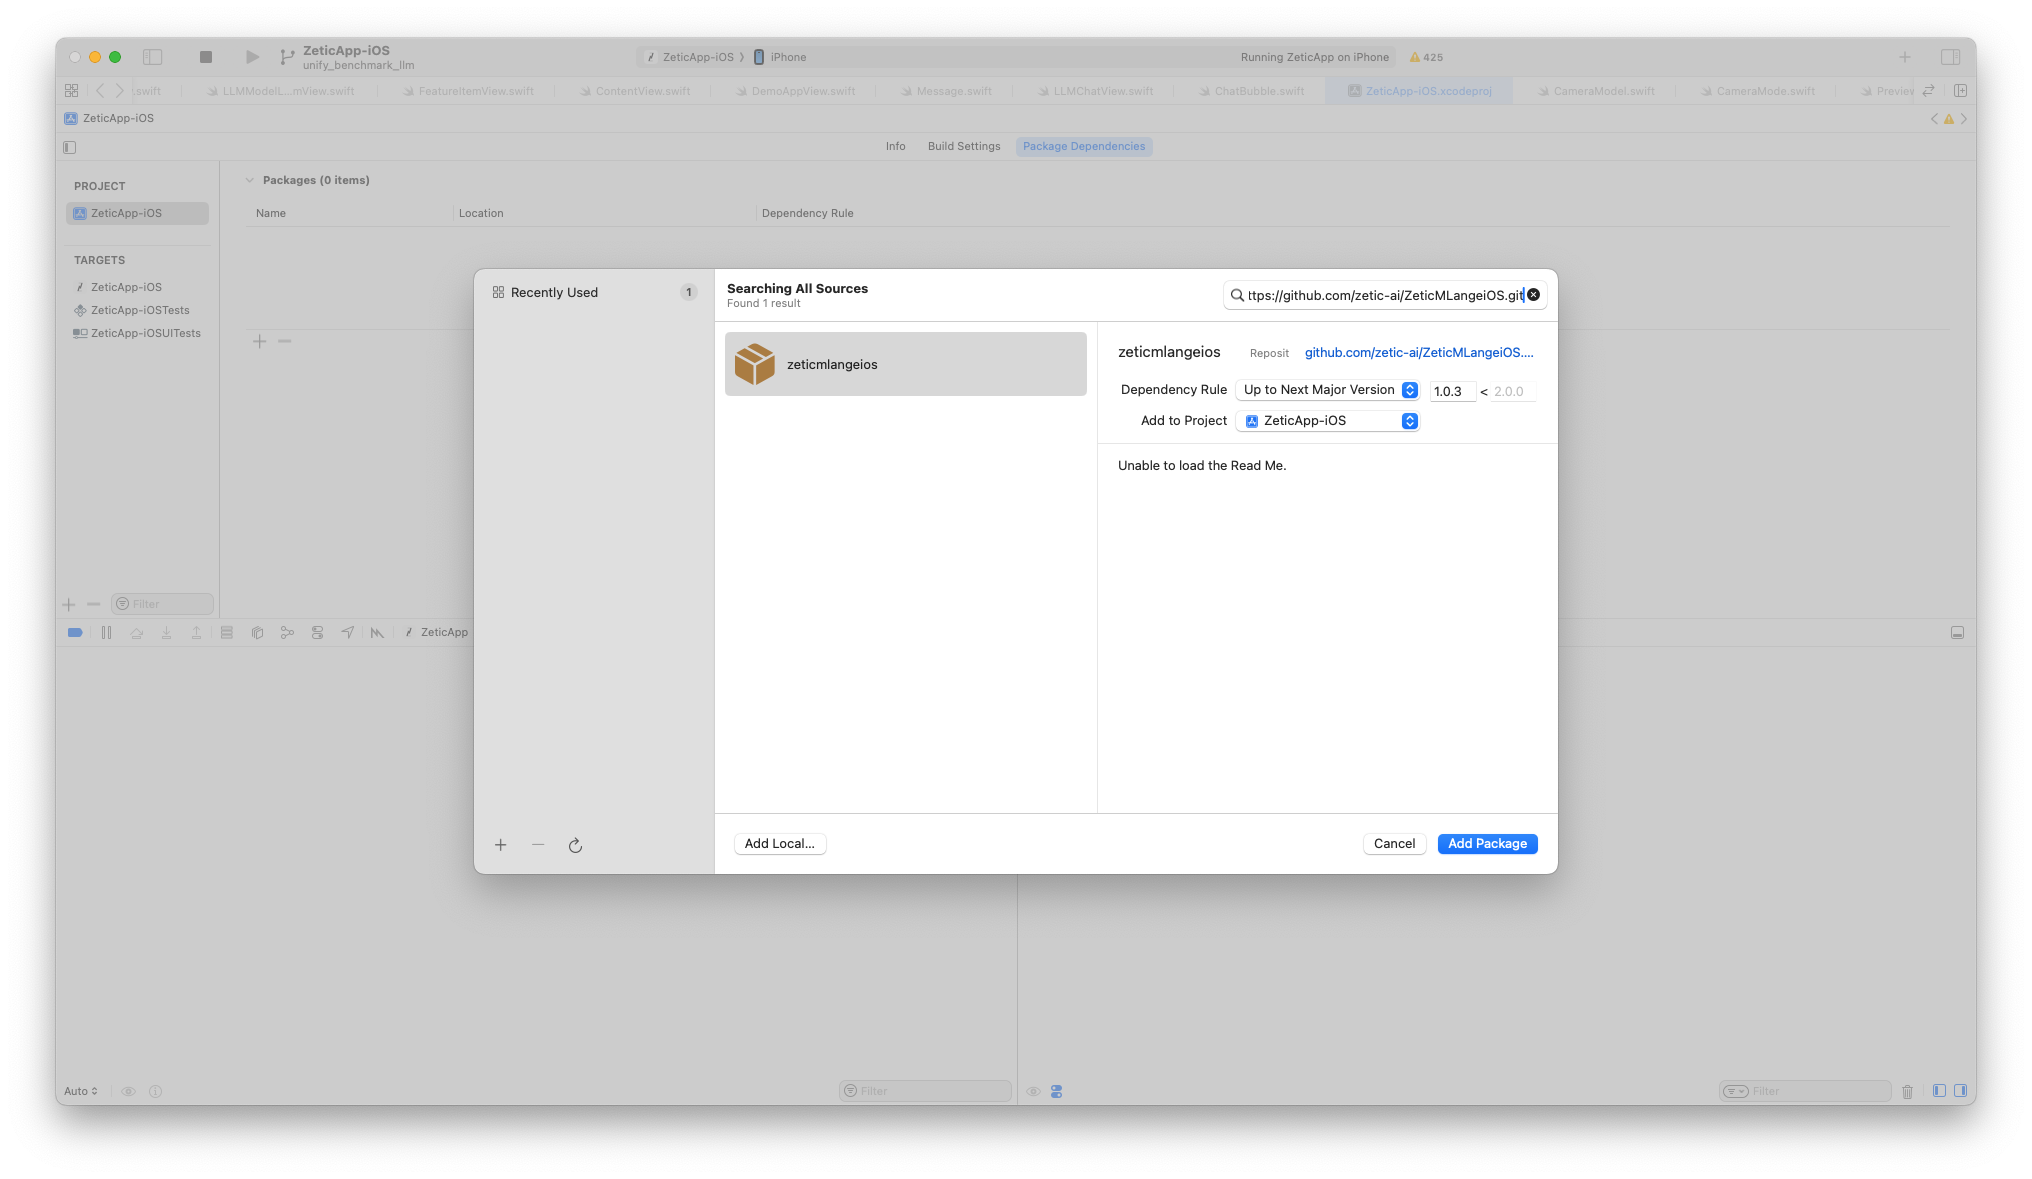 ZeticApp-iOS
unify_benchmark_llm
ZeticApp-iOS
iPhone
Running ZeticApp on iPhone
425
.swift
LLMModelL...mView.swift
FeatureItemView.swift
ContentView.swift
DemoAppView.swift
Message.swift
LLMChatView.swift
ChatBubble.swift
ZeticApp-iOS.xcodeproj
CameraModel.swift
CameraMode.swift
Preview
ZeticApp-iOS
Info
Build Settings
Package Dependencies
PROJECT
ZeticApp-iOS
TARGETS
ZeticApp-iOS
ZeticApp-iOSTests
ZeticApp-iOSUITests
Filter
Packages (0 items)
Name
Location
Dependency Rule
Recently Used
1
Searching All Sources
Found 1 result
ttps://github.com/zetic-ai/ZeticMLangeiOS.git
zeticmlangeios
zeticmlangeios
Reposit
github.com/zetic-ai/ZeticMLangeiOS....
Dependency Rule
Up to Next Major Version
1.0.3 < 2.0.0
Add to Project
ZeticApp-iOS
Unable to load the Read Me.
Add Local...
Cancel
Add Package
ZeticApp
Auto
Filter
Filter